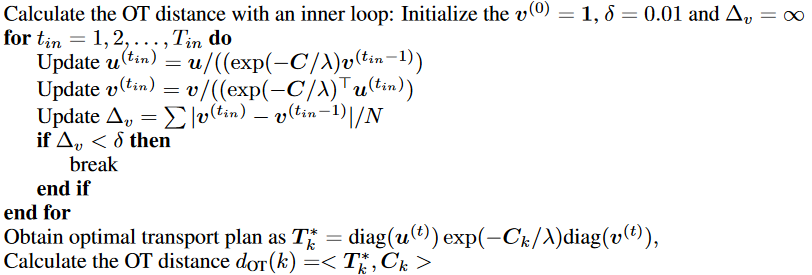 Calculate the OT distance with an inner loop: Initialize the v^(0) = 1, δ = 0.01 and Δ_v = ∞
for t_in = 1, 2, . . . , T_in do
Update u^(t_in) = u/((exp(−C/λ)v^(t_in−1))
Update v^(t_in) = v/((exp(−C/λ)^⊤u^(t_in))
Update Δ_v = ∑ |v^(t_in) − v^(t_in−1)|/N
if Δ_v < δ then
break
end if
end for
Obtain optimal transport plan as T_k^* = diag(u^(t)) exp(−C_k/λ)diag(v^(t)),
Calculate the OT distance d_OT(k) =< T_k^*, C_k >